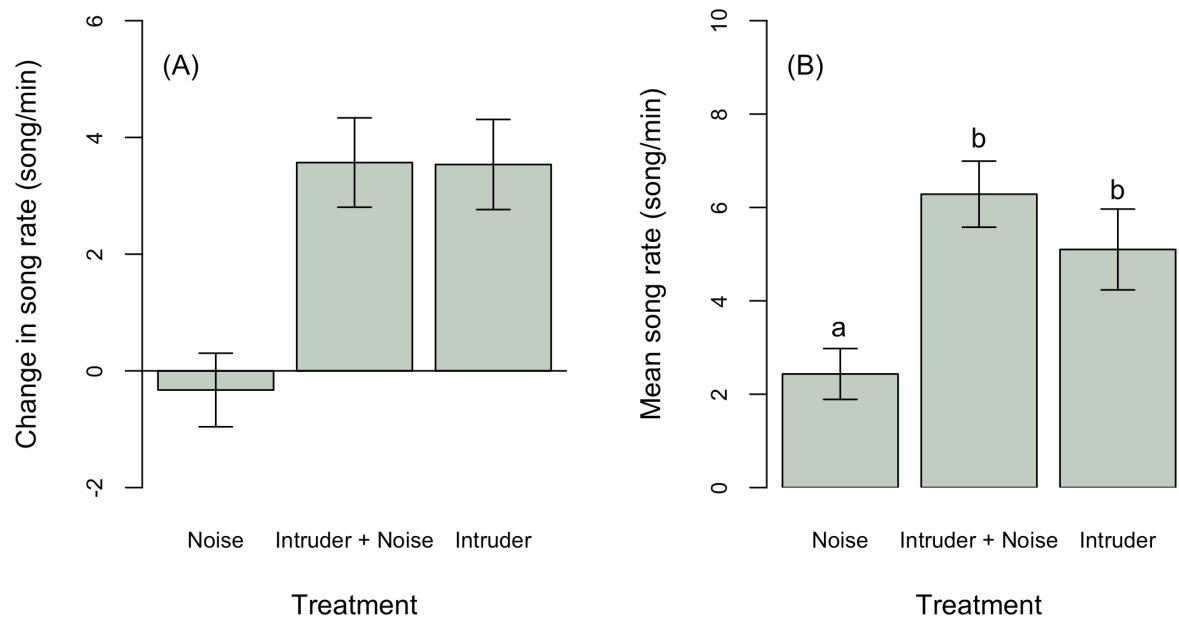 (A)
Change in song rate (song/min)
6
4
2
0
-2
Noise Intruder + Noise Intruder
Treatment
(B)
Mean song rate (song/min)
10
8
6
4
2
0
a
b
b
Noise Intruder + Noise Intruder
Treatment